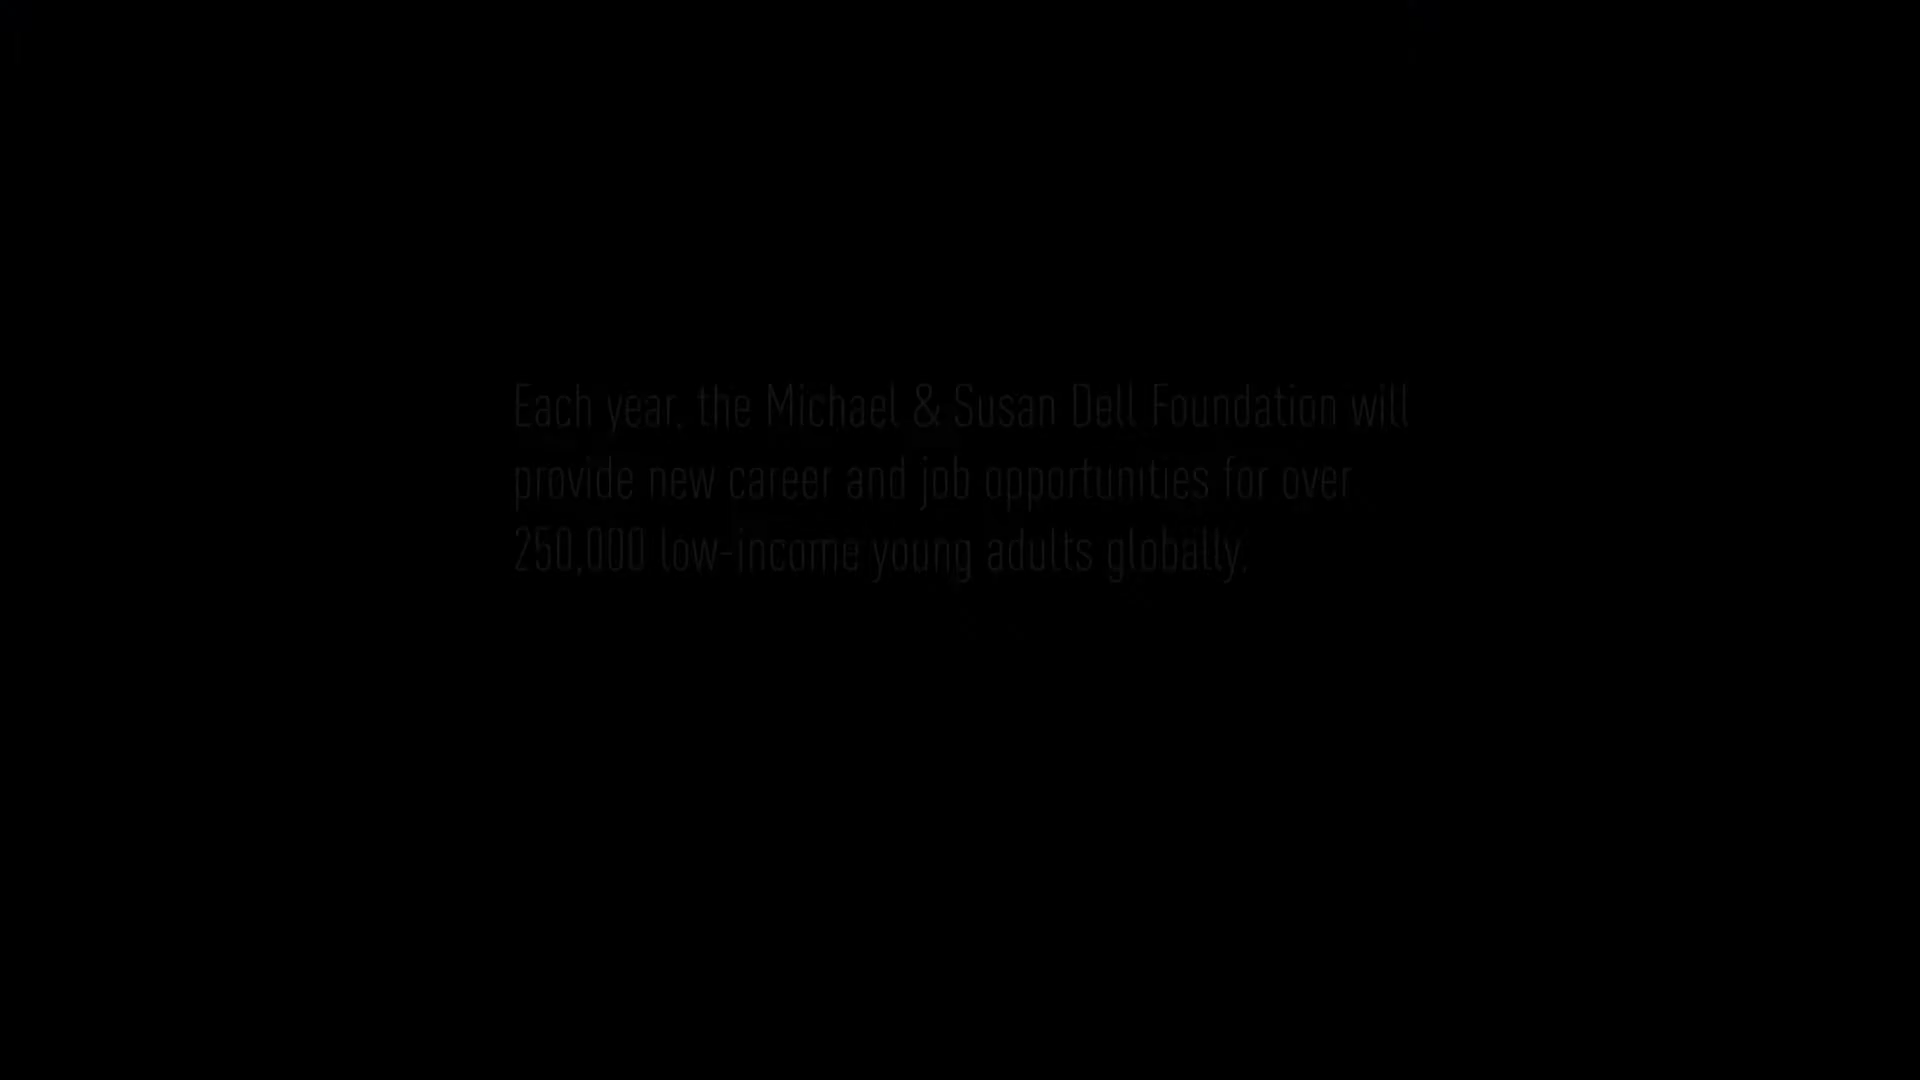 Each year, the Michael & Susan Dell Foundation will
provide new career and job opportunities for over
250,000 low-income young adults globally.